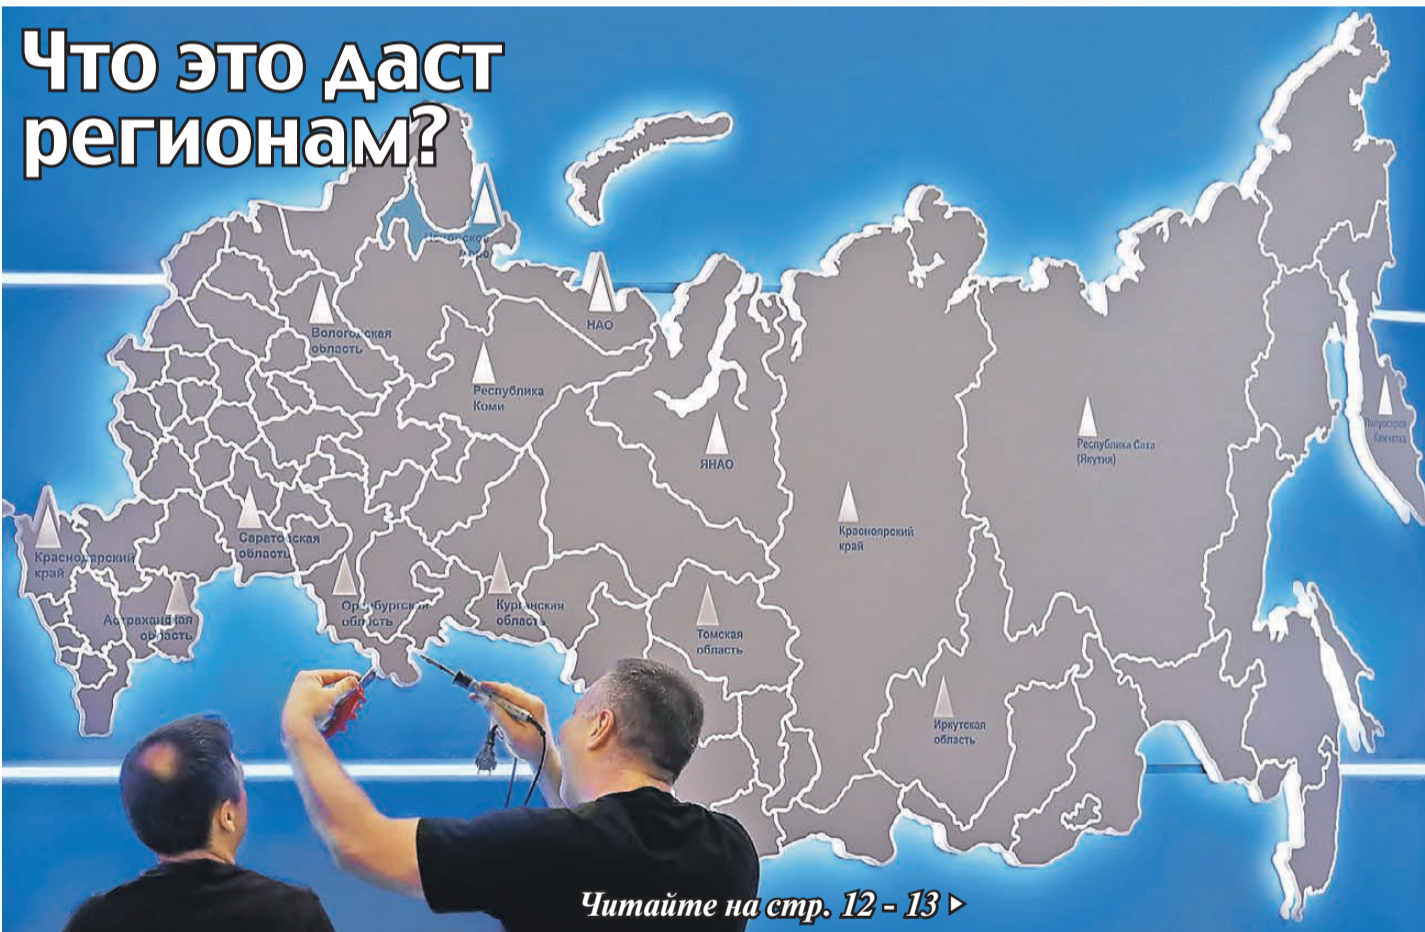 Что это даст
регионам?
Печорское
НАО
Вологодская
область
Республика
Коми
ЯНАО
Республика Саха
(Якутия)
Полуостров
Камчатка
Красноярский
край
Саратовская
область
Краснодарский
край
Оренбургская
область
Курганская
область
Астраханская
область
Томская
область
Иркутская
область
Читайте на стр. 12 - 13